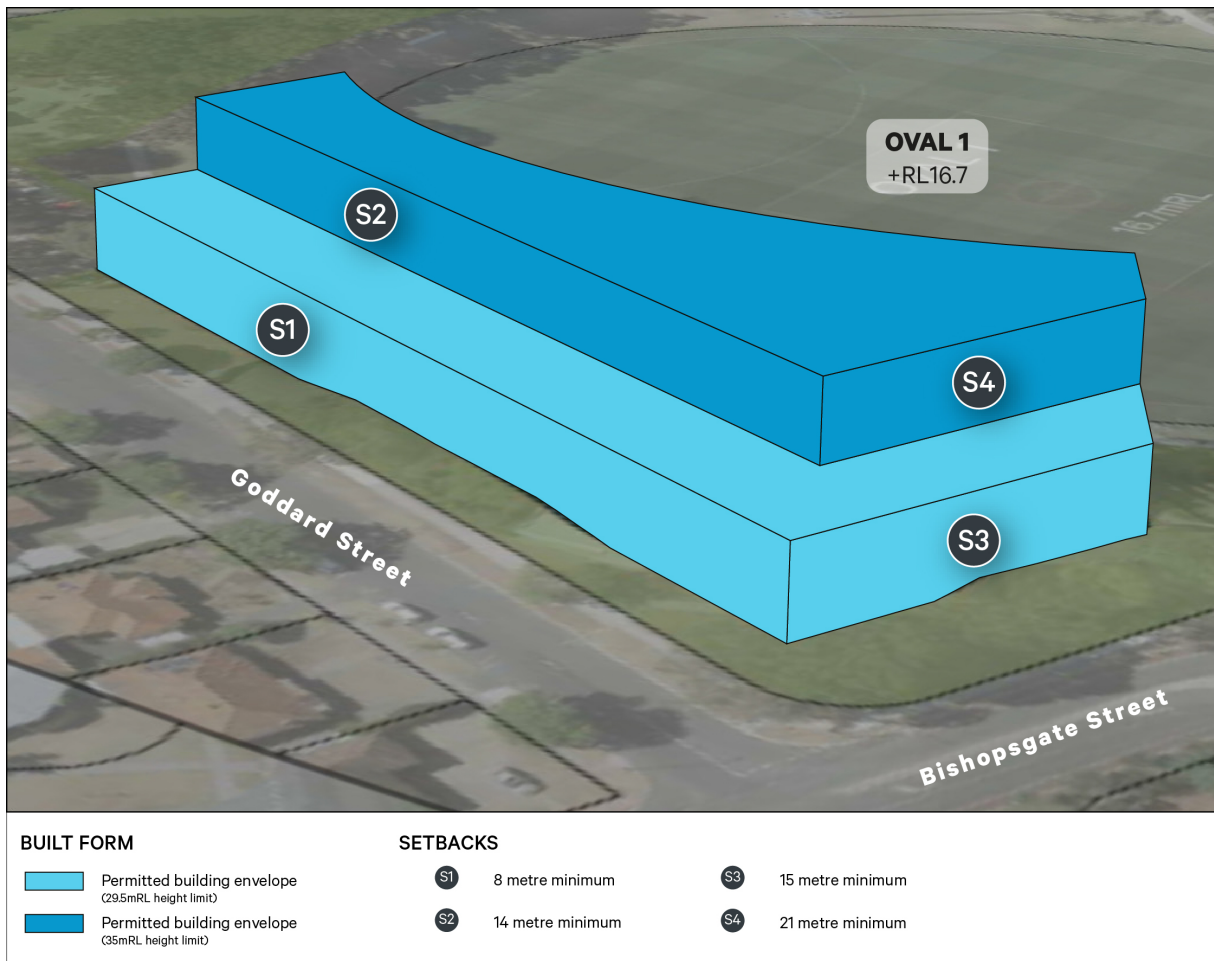 OVAL 1
+RL16.7
16.7mRL
S2
S1
S4
S3
Goddard Street
Bishopsgate Street
BUILT FORM
Permitted building envelope
(29.5mRL height limit)
Permitted building envelope
(35mRL height limit)
SETBACKS
S1 8 metre minimum
S2 14 metre minimum
S3 15 metre minimum
S4 21 metre minimum